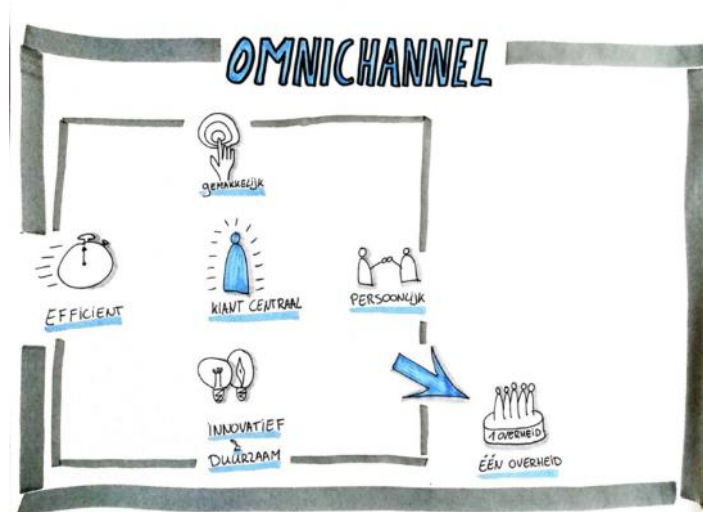 OMNICHANNEL
gEMAKKELIJK
EFFICIENT
KLANT CENTRAAL
PERSOONLIJK
INNOVATIEF
&
DUURZAAM
1 OVERHEID
ÉÉN OVERHEID